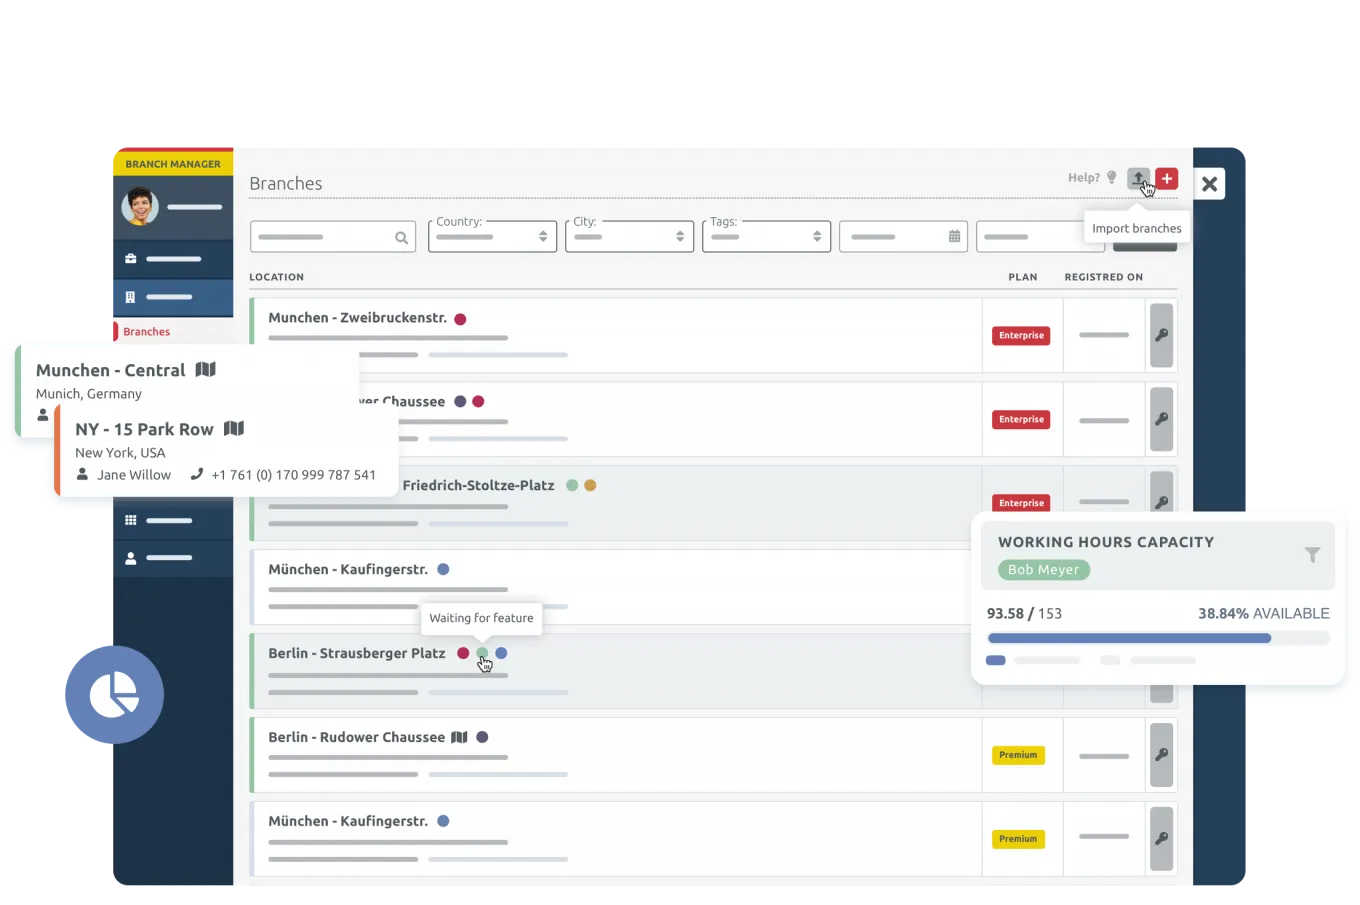 BRANCH MANAGER
Branches
Help?
Import branches
Country:
City:
Tags:
LOCATION
PLAN
REGISTRED ON
Branches
Munchen - Zweibruckenstr.
Enterprise
Munchen - Central
Munich, Germany
NY - 15 Park Row
New York, USA
Jane Willow
+1 761 (0) 170 999 787 541
Chaussee
Enterprise
Friedrich-Stoltze-Platz
Enterprise
WORKING HOURS CAPACITY
Bob Meyer
93.58 / 153
38.84% AVAILABLE
München - Kaufingerstr.
Waiting for feature
Berlin - Strausberger Platz
Berlin - Rudower Chaussee
Premium
München - Kaufingerstr.
Premium